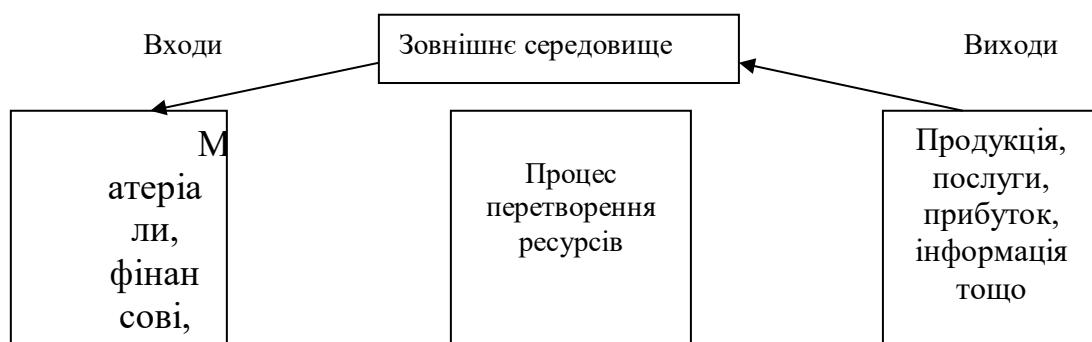 Входи
Зовнішнє середовище
Виходи
М
атеріа
ли,
фінан
сові,
Процес
перетворення
ресурсів
Продукція,
послуги,
прибуток,
інформація
тощо